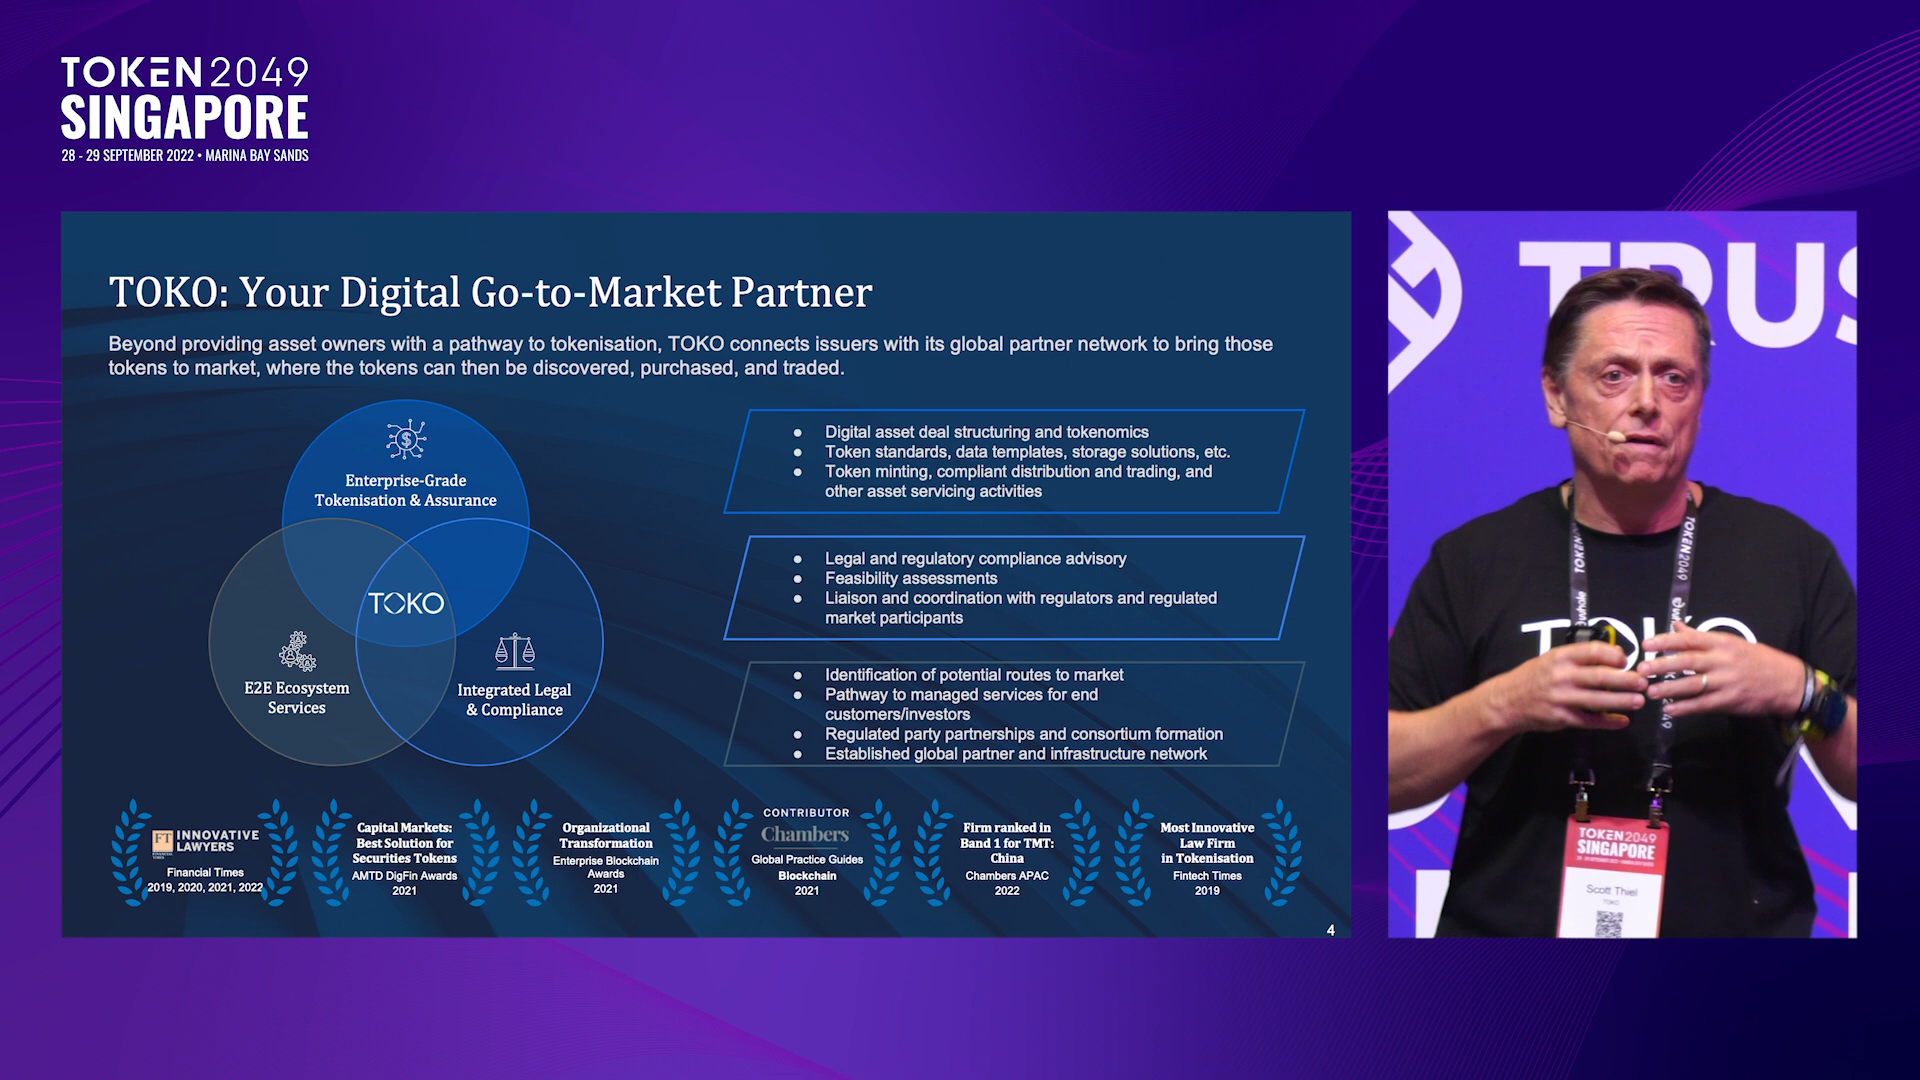 TOKEN2049
SINGAPORE
28 - 29 SEPTEMBER 2022 • MARINA BAY SANDS
TOKO: Your Digital Go-to-Market Partner
Beyond providing asset owners with a pathway to tokenisation, TOKO connects issuers with its global partner network to bring those
tokens to market, where the tokens can then be discovered, purchased, and traded.
Enterprise-Grade
Tokenisation & Assurance
TOKO
E2E Ecosystem
Services
Integrated Legal
& Compliance
● Digital asset deal structuring and tokenomics
● Token standards, data templates, storage solutions, etc.
● Token minting, compliant distribution and trading, and
other asset servicing activities
● Legal and regulatory compliance advisory
● Feasibility assessments
● Liaison and coordination with regulators and regulated
market participants
● Identification of potential routes to market
● Pathway to managed services for end
customers/investors
● Regulated party partnerships and consortium formation
● Established global partner and infrastructure network
FT
FINANCIAL
TIMES
INNOVATIVE
LAWYERS
Financial Times
2019, 2020, 2021, 2022
Capital Markets:
Best Solution for
Securities Tokens
AMTD DigFin Awards
2021
Organizational
Transformation
Enterprise Blockchain
Awards
2021
CONTRIBUTOR
Chambers
Global Practice Guides
Blockchain
2021
Firm ranked in
Band 1 for TMT:
China
Chambers APAC
2022
Most Innovative
Law Firm
in Tokenisation
Fintech Times
2019
4
TRUS
TOKEN
TOKEN2049
TOKO
TOKEN2049
SINGAPORE
Scott Thiel
TOKO